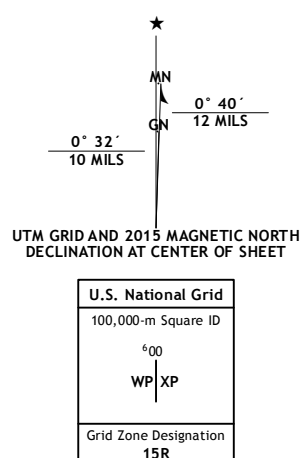 ★
MN
0° 40´
12 MILS
GN
0° 32´
10 MILS
UTM GRID AND 2015 MAGNETIC NORTH
DECLINATION AT CENTER OF SHEET
U.S. National Grid
100,000-m Square ID
⁶00
WP XP
Grid Zone Designation
15R